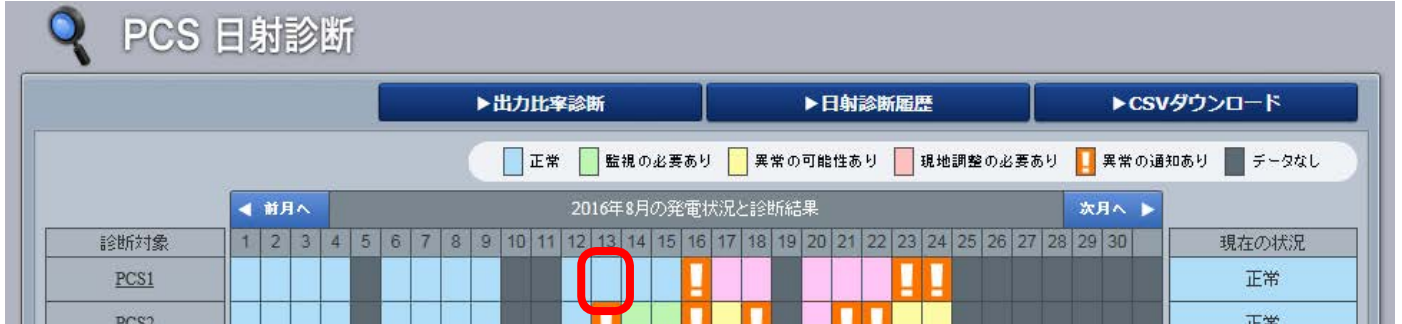 PCS 日射診断
▶出力比率診断 ▶日射診断履歴 ▶CSVダウンロード
正常 監視の必要あり 異常の可能性あり 現地調整の必要あり 異常の通知あり データなし
◀ 前月へ 2016年8月の発電状況と診断結果 次月へ ▶
診断対象 1 2 3 4 5 6 7 8 9 10 11 12 13 14 15 16 17 18 19 20 21 22 23 24 25 26 27 28 29 30 現在の状況
PCS1 正常
PCS2 正常